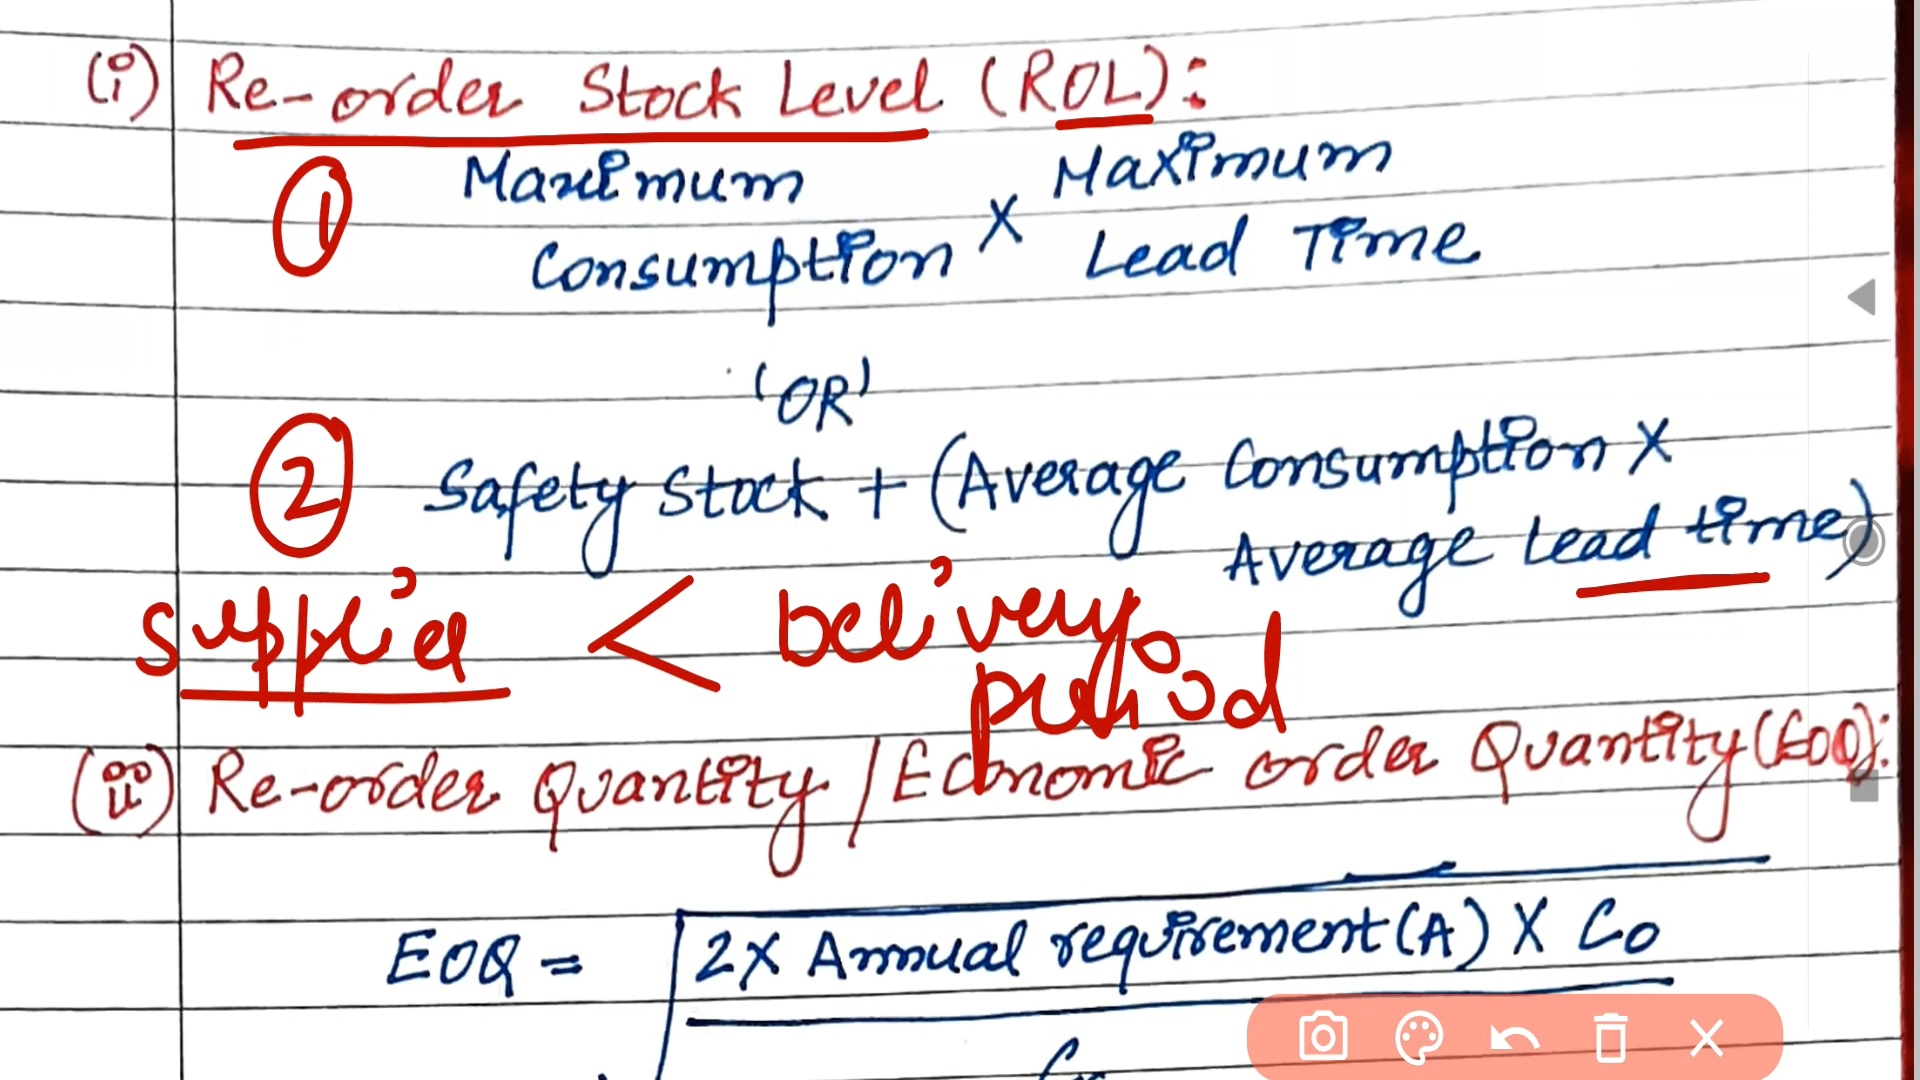 (i) Re-order Stock Level (ROL):
① Maximum Consumption × Maximum Lead Time
'OR'
② Safety Stock + (Average Consumption ×
Average Lead time)
supplier < Delivery
period
(ii) Re-order Quantity / Economic order Quantity (EOQ):
EOQ = √ 2× Annual requirement (A) × Co